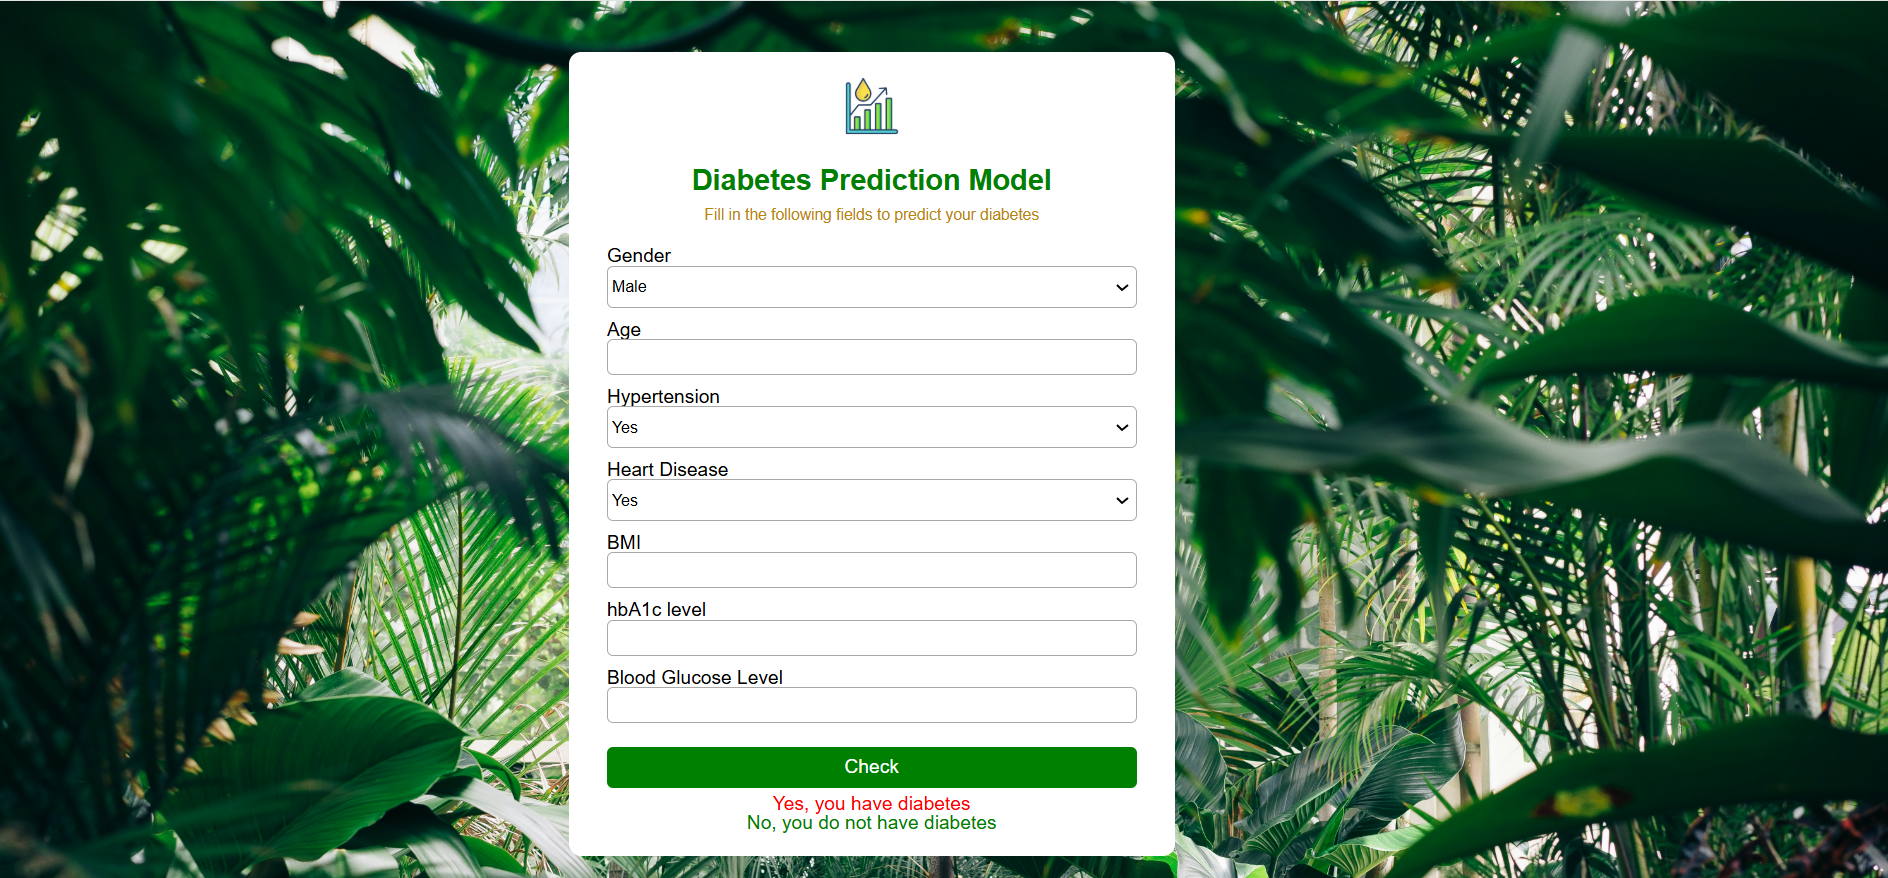 Diabetes Prediction Model
Fill in the following fields to predict your diabetes
Gender
Male
Age
Hypertension
Yes
Heart Disease
Yes
BMI
hbA1c level
Blood Glucose Level
Check
Yes, you have diabetes
No, you do not have diabetes